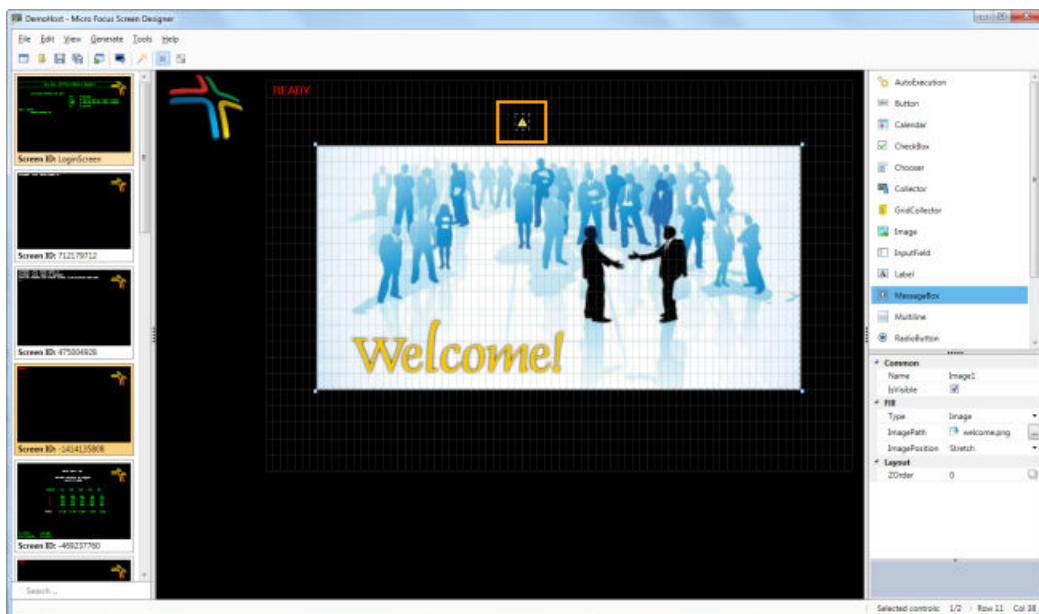 DemoHost - Micro Focus Screen Designer
File Edit View Generate Tools Help
Screen ID: LoginScreen
Screen ID: 712179712
Screen ID: 475004928
Screen ID: -1414135808
Screen ID: -469237760
Search...
READY
Welcome!
AutoExecution
Button
Calendar
CheckBox
Chooser
Collector
GridCollector
Image
InputField
Label
MessageBox
Multiline
RadioButton
Common
Name Image1
IsVisible
Fill
Type Image
ImagePath welcome.png ...
ImagePosition Stretch
Layout
ZOrder 0
Selected controls: 1/2 Row 11 Col 38